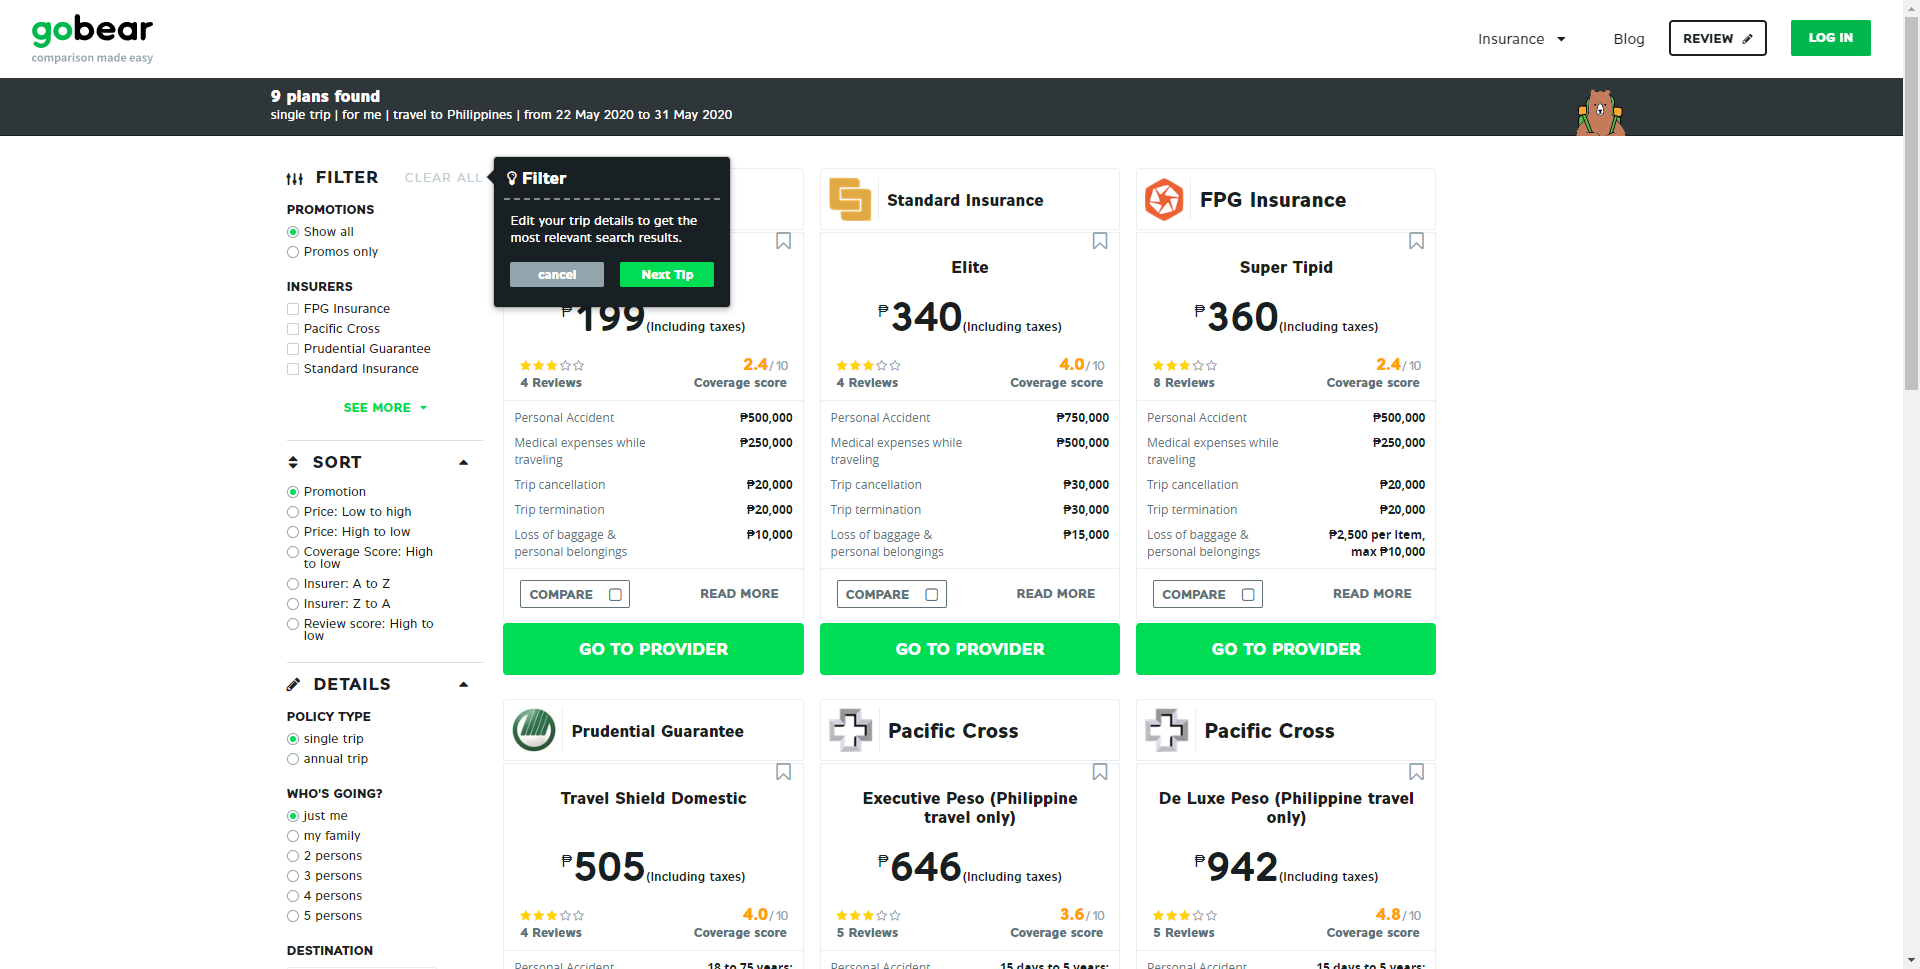 gobear
comparison made easy
Insurance
Blog
REVIEW
LOG IN
9 plans found
single trip | for me | travel to Philippines | from 22 May 2020 to 31 May 2020
FILTER
CLEAR ALL
PROMOTIONS
Show all
Promos only
INSURERS
FPG Insurance
Pacific Cross
Prudential Guarantee
Standard Insurance
SEE MORE
SORT
Promotion
Price: Low to high
Price: High to low
Coverage Score: High
to low
Insurer: A to Z
Insurer: Z to A
Review score: High to
low
DETAILS
POLICY TYPE
single trip
annual trip
WHO'S GOING?
just me
my family
2 persons
3 persons
4 persons
5 persons
DESTINATION
Filter
Edit your trip details to get the
most relevant search results.
cancel
Next Tip
₱199(Including taxes)
4 Reviews
2.4/10
Coverage score
Personal Accident ₱500,000
Medical expenses while
traveling
₱250,000
Trip cancellation ₱20,000
Trip termination ₱20,000
Loss of baggage &
personal belongings
₱10,000
COMPARE
READ MORE
GO TO PROVIDER
Standard Insurance
Elite
₱340(Including taxes)
4 Reviews
4.0/10
Coverage score
Personal Accident ₱750,000
Medical expenses while
traveling
₱500,000
Trip cancellation ₱30,000
Trip termination ₱30,000
Loss of baggage &
personal belongings
₱15,000
COMPARE
READ MORE
GO TO PROVIDER
FPG Insurance
Super Tipid
₱360(Including taxes)
8 Reviews
2.4/10
Coverage score
Personal Accident ₱500,000
Medical expenses while
traveling
₱250,000
Trip cancellation ₱20,000
Trip termination ₱20,000
Loss of baggage &
personal belongings
₱2,500 per item,
max ₱10,000
COMPARE
READ MORE
GO TO PROVIDER
Prudential Guarantee
Travel Shield Domestic
₱505(Including taxes)
4 Reviews
4.0/10
Coverage score
Personal Accident 18 to 75 years:
Pacific Cross
Executive Peso (Philippine
travel only)
₱646(Including taxes)
5 Reviews
3.6/10
Coverage score
Personal Accident 15 days to 5 years:
Pacific Cross
De Luxe Peso (Philippine travel
only)
₱942(Including taxes)
5 Reviews
4.8/10
Coverage score
Personal Accident 15 days to 5 years: